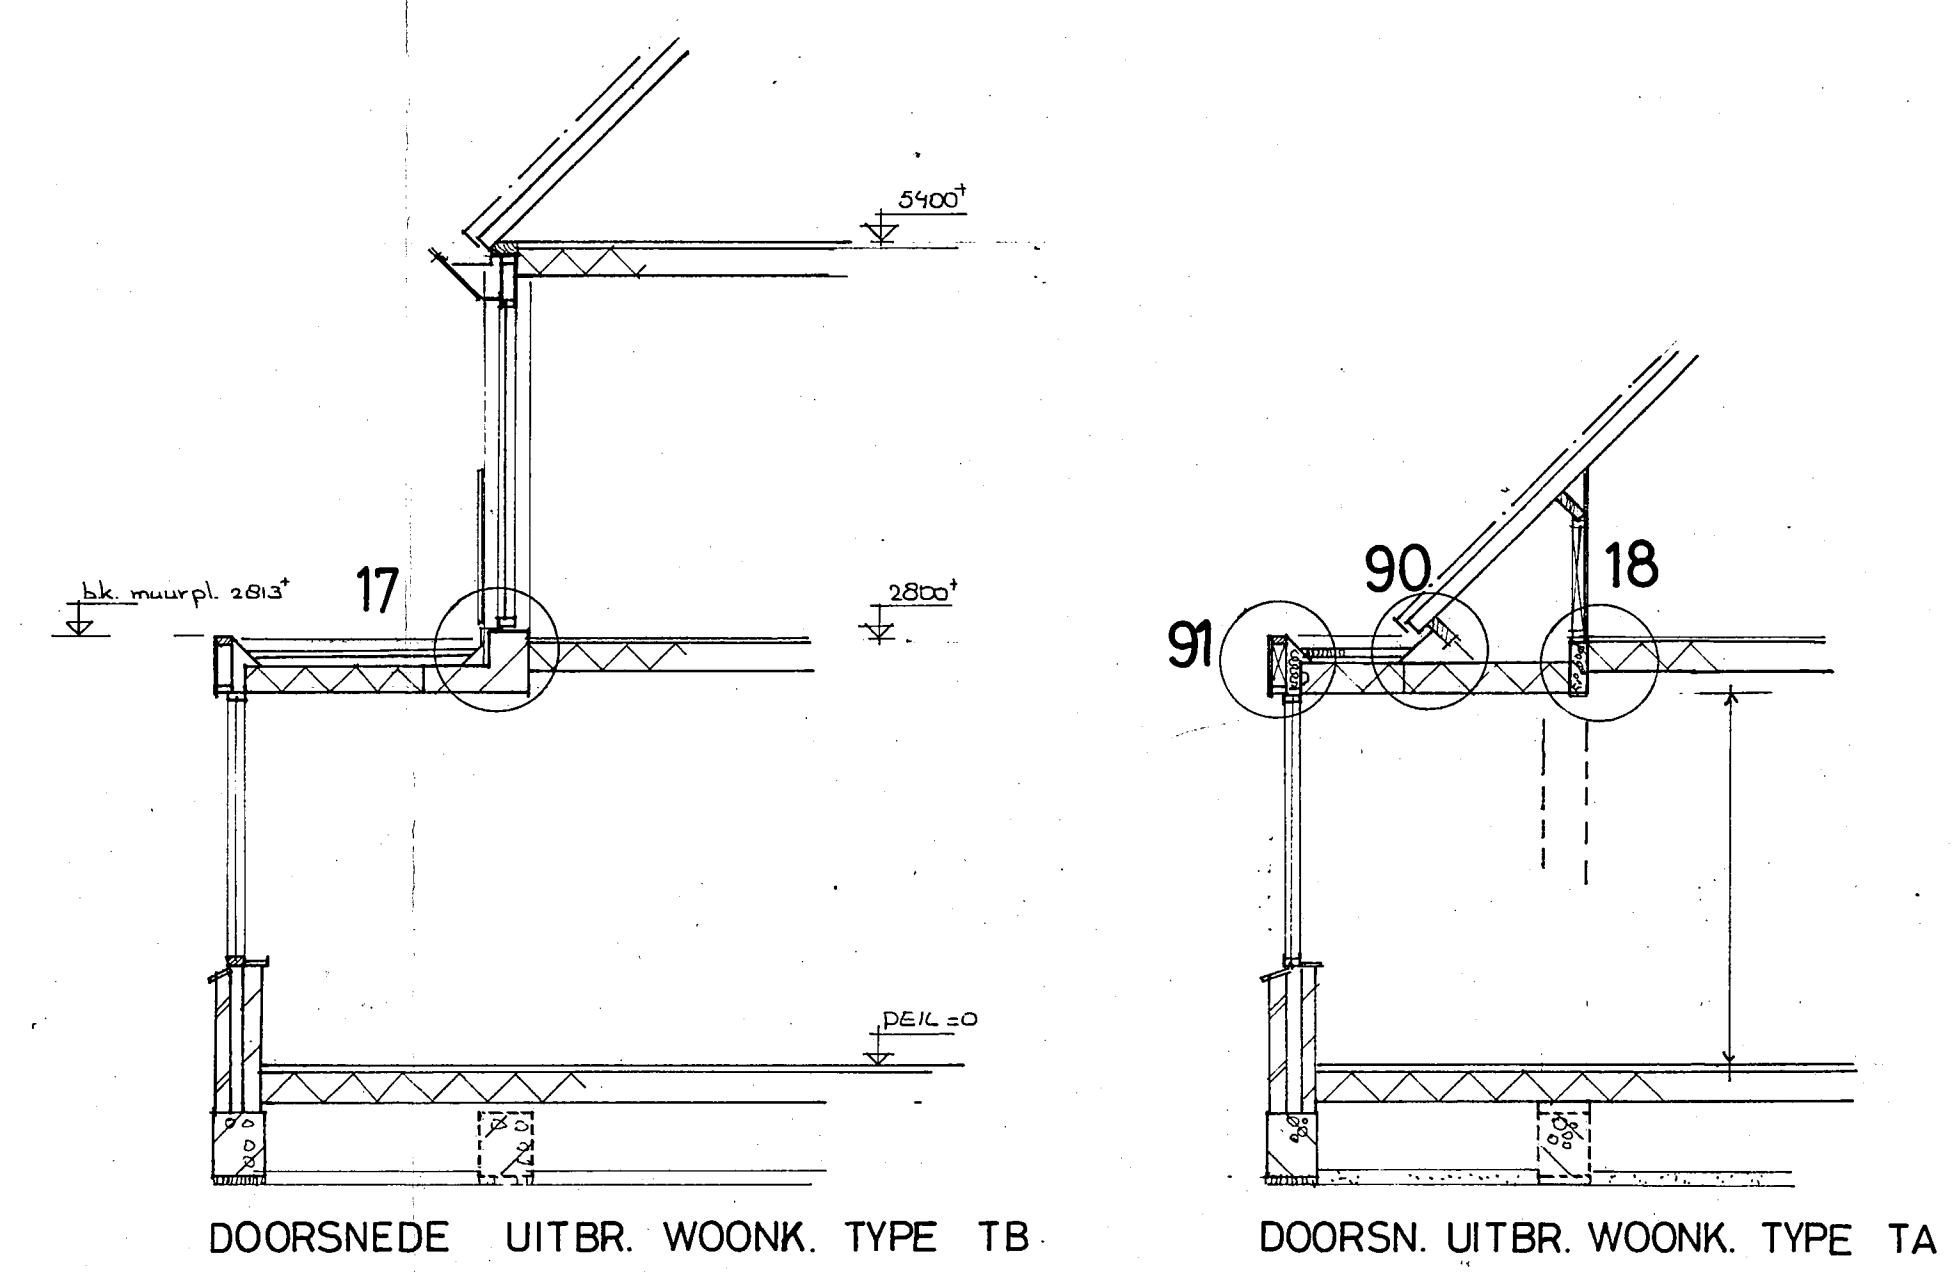 5400+
17
b.k. muurpl. 2813+
2800+
90
18
91
PEIL=0
DOORSNEDE UITBR. WOONK. TYPE TB.
DOORSN. UITBR. WOONK. TYPE TA